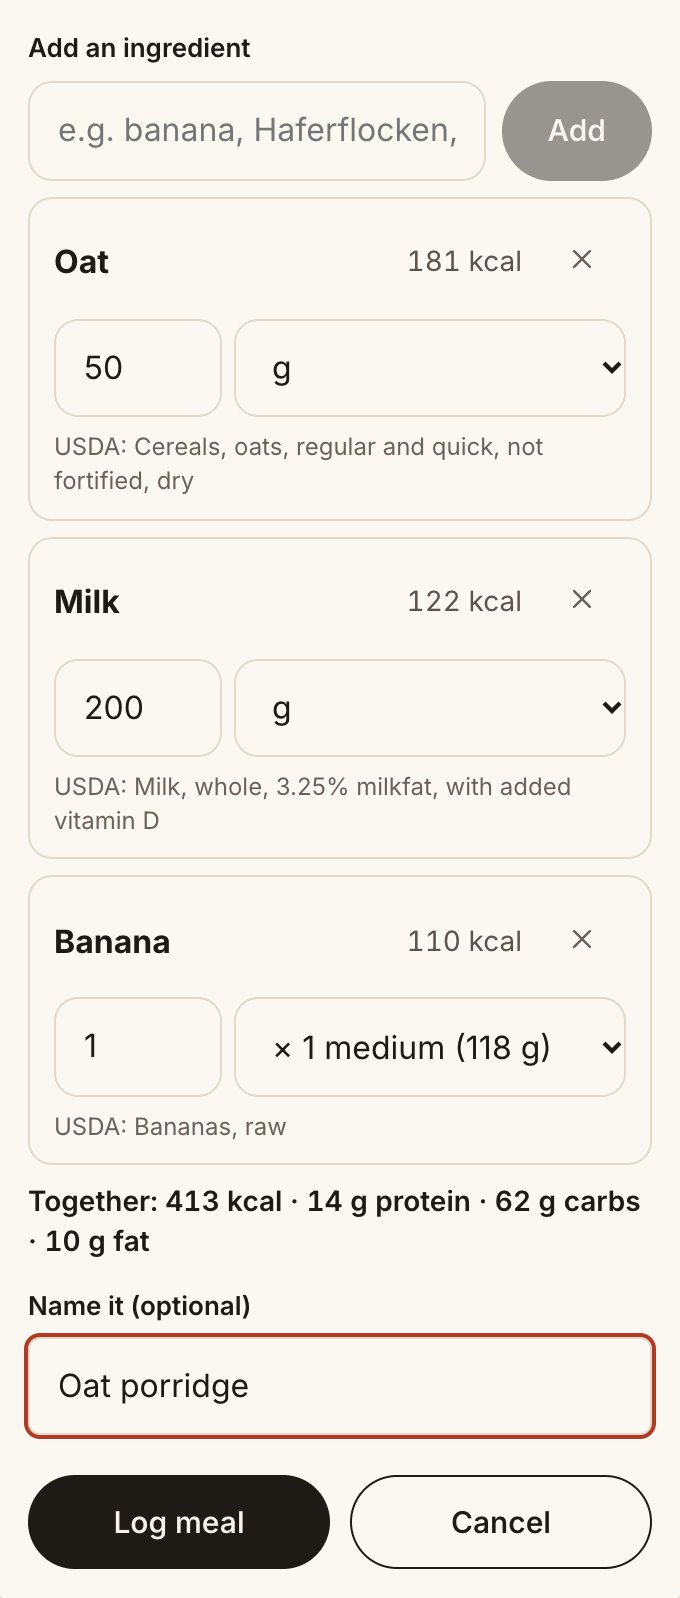 Add an ingredient
e.g. banana, Haferflocken,
Add
Oat
181 kcal
×
50
g
USDA: Cereals, oats, regular and quick, not
fortified, dry
Milk
122 kcal
×
200
g
USDA: Milk, whole, 3.25% milkfat, with added
vitamin D
Banana
110 kcal
×
1
× 1 medium (118 g)
USDA: Bananas, raw
Together: 413 kcal · 14 g protein · 62 g carbs
· 10 g fat
Name it (optional)
Oat porridge
Log meal
Cancel